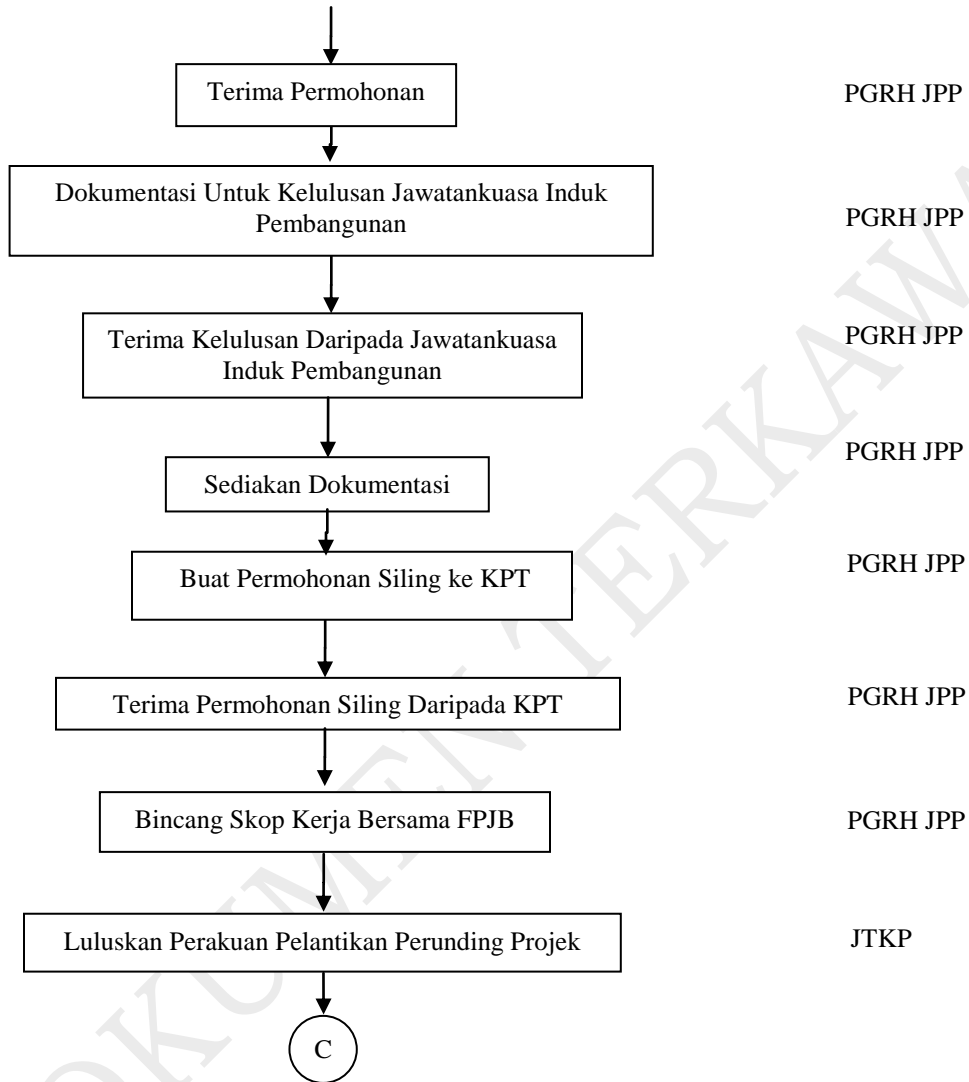 Terima Permohonan
PGRH JPP
Dokumentasi Untuk Kelulusan Jawatankuasa Induk
Pembangunan
PGRH JPP
Terima Kelulusan Daripada Jawatankuasa
Induk Pembangunan
PGRH JPP
Sediakan Dokumentasi
PGRH JPP
Buat Permohonan Siling ke KPT
PGRH JPP
Terima Permohonan Siling Daripada KPT
PGRH JPP
Bincang Skop Kerja Bersama FPJB
PGRH JPP
Luluskan Perakuan Pelantikan Perunding Projek
JTKP
C
OKUMEN TERKAWA